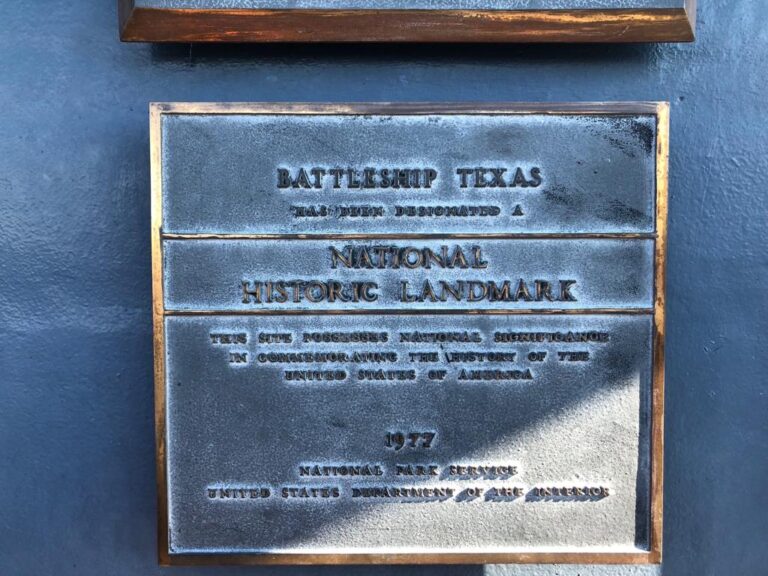 BATTLESHIP TEXAS
HAS BEEN DESIGNATED A
NATIONAL
HISTORIC LANDMARK
THIS SITE POSSESSES NATIONAL SIGNIFICANCE
IN COMMEMORATING THE HISTORY OF THE
UNITED STATES OF AMERICA
1977
NATIONAL PARK SERVICE
UNITED STATES DEPARTMENT OF THE INTERIOR